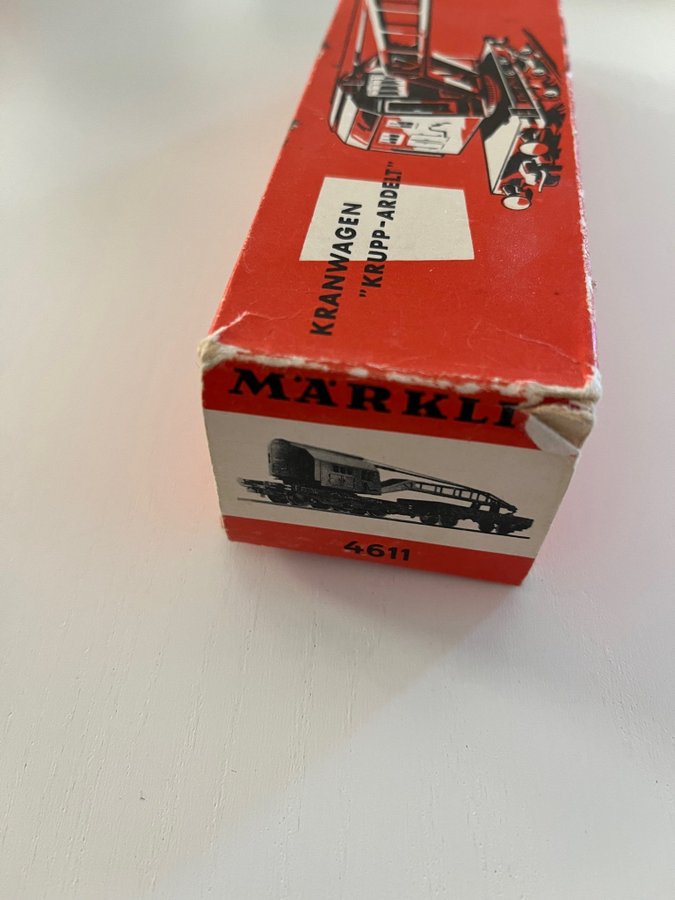 KRANWAGEN
"KRUPP-ARDELT"
MÄRKLI
4611